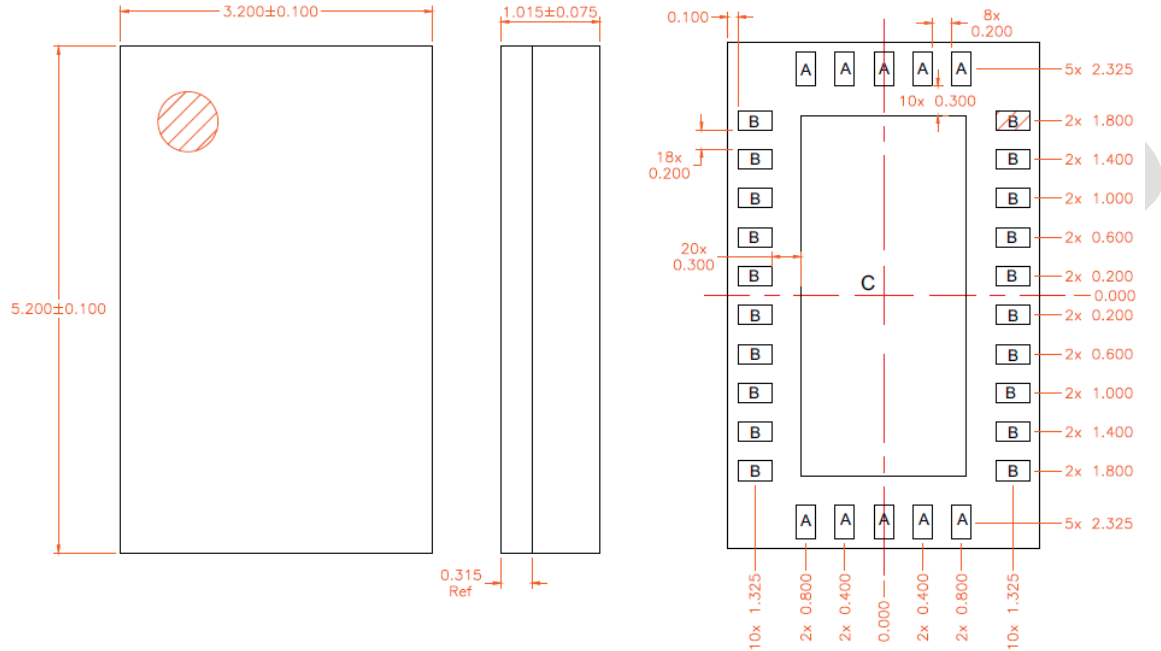 3.200±0.100
1.015±0.075
5.200±0.100
0.315
Ref
0.100
8x
0.200
A A A A A
5x 2.325
10x 0.300
B B 2x 1.800
18x
0.200
B B 2x 1.400
B B 2x 1.000
B B 2x 0.600
20x
0.300
B B 2x 0.200
C
0.000
B B 2x 0.200
B B 2x 0.600
B B 2x 1.000
B B 2x 1.400
B B 2x 1.800
A A A A A
5x 2.325
10x 1.325
2x 0.800
2x 0.400
0.000
2x 0.400
2x 0.800
10x 1.325